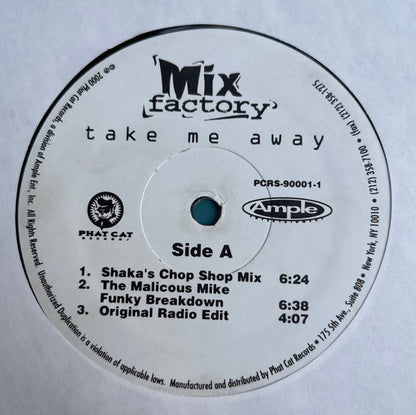 Mix
factory
take me away
PCRS-90001-1
PHAT CAT
RECORDS
Ample
Side A
1. Shaka's Chop Shop Mix 6:24
2. The Malicous Mike
Funky Breakdown 6:38
3. Original Radio Edit 4:07
℗© 2000 Phat Cat Records, a division of Ample Ent., Inc. All Rights Reserved. Unauthorized Duplication is a violation of applicable laws. Manufactured and distributed by Phat Cat Records • 175 5th Ave., Suite 808 • New York, NY 10010 • (212) 358-7100 • (fax) (212) 358-1275